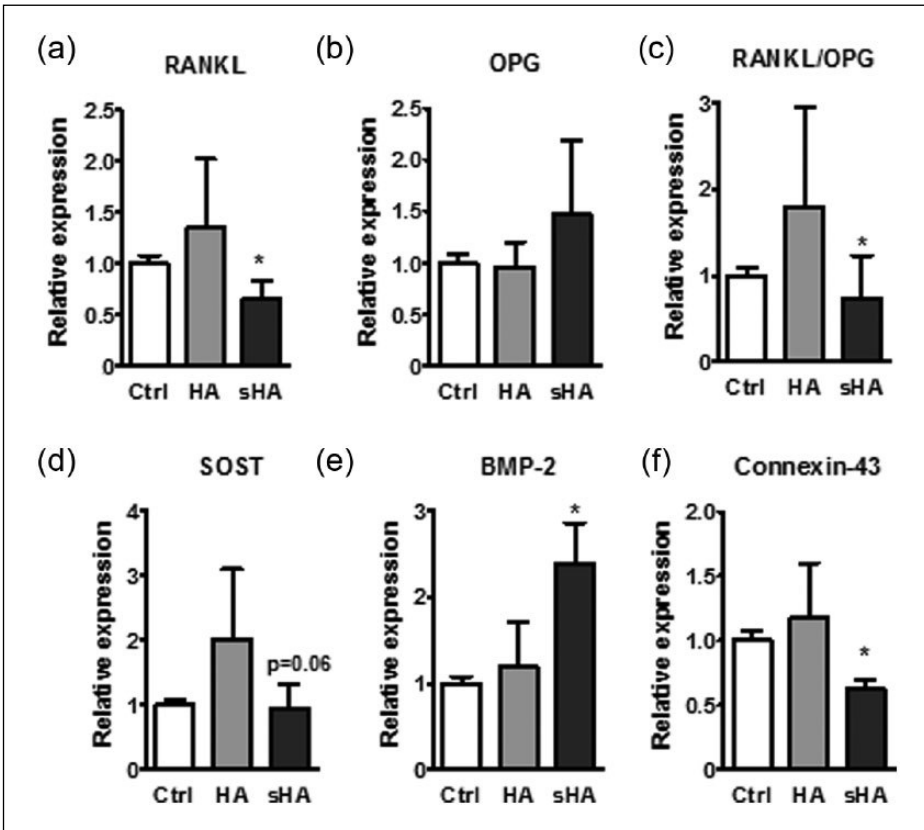 (a)
RANKL
Relative expression
2.5
2.0
1.5
1.0
0.5
0
*
Ctrl HA sHA
(b)
OPG
Relative expression
2.5
2.0
1.5
1.0
0.5
0
Ctrl HA sHA
(c)
RANKL/OPG
Relative expression
3
2
1
0
*
Ctrl HA sHA
(d)
SOST
Relative expression
4
3
2
1
0
p=0.06
Ctrl HA sHA
(e)
BMP-2
Relative expression
3
2
1
0
*
Ctrl HA sHA
(f)
Connexin-43
Relative expression
2.0
1.5
1.0
0.5
0
*
Ctrl HA sHA